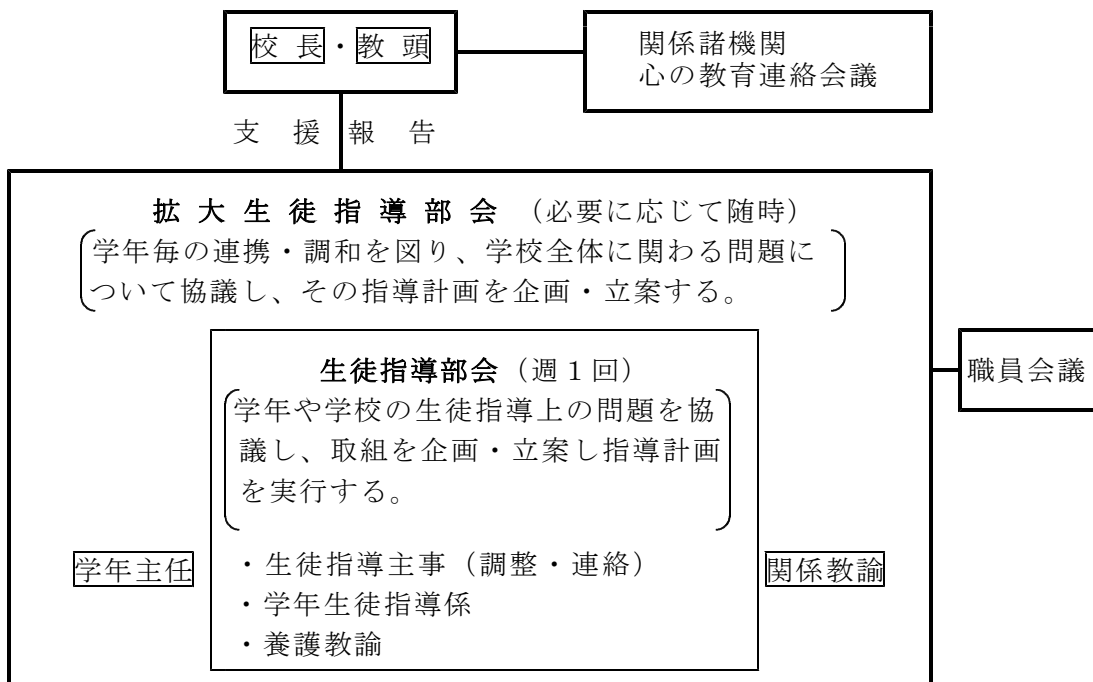 校長・教頭
関係諸機関
心の教育連絡会議
支援 報告
拡大生徒指導部会 （必要に応じて随時）
学年毎の連携・調和を図り、学校全体に関わる問題に
ついて協議し、その指導計画を企画・立案する。
生徒指導部会（週１回）
学年や学校の生徒指導上の問題を協
議し、取組を企画・立案し指導計画
を実行する。
職員会議
学年主任
・生徒指導主事（調整・連絡）
・学年生徒指導係
・養護教諭
関係教諭